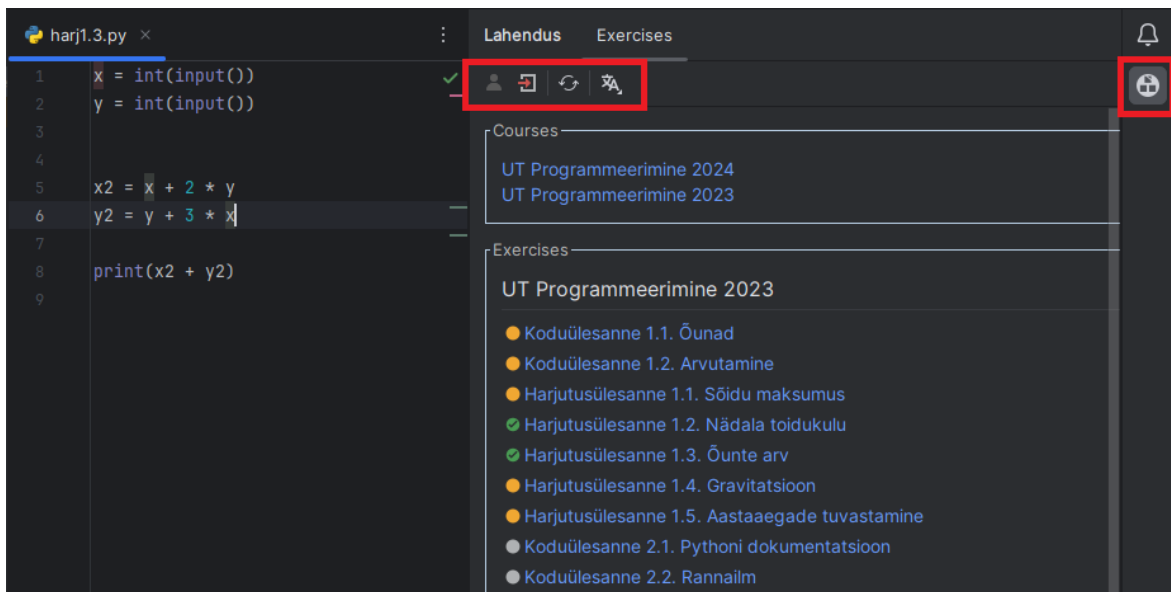 harj1.3.py
1 x = int(input())
2 y = int(input())
3
4
5 x2 = x + 2 * y
6 y2 = y + 3 * x
7
8 print(x2 + y2)
9
Lahendus Exercises
Courses
UT Programmeerimine 2024
UT Programmeerimine 2023
Exercises
UT Programmeerimine 2023
Koduülesanne 1.1. Õunad
Koduülesanne 1.2. Arvutamine
Harjutusülesanne 1.1. Sõidu maksumus
Harjutusülesanne 1.2. Nädala toidukulu
Harjutusülesanne 1.3. Õunte arv
Harjutusülesanne 1.4. Gravitatsioon
Harjutusülesanne 1.5. Aastaaegade tuvastamine
Koduülesanne 2.1. Pythoni dokumentatsioon
Koduülesanne 2.2. Rannailm